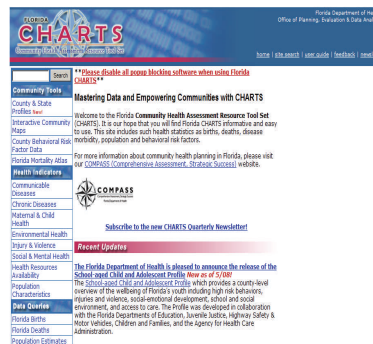 Florida Department of He
Office of Planning, Evaluation & Data Anal
FLORIDA
CHARTS
Community Health Assessment Resource Tool Set
home | site search | user guide | feedback | newsl
Search
Community Tools
County & State
Profiles New!
Interactive Community
Maps
County Behavioral Risk
Factor Data
Florida Mortality Atlas
Health Indicators
Communicable
Diseases
Chronic Diseases
Maternal & Child
Health
Environmental Health
Injury & Violence
Social & Mental Health
Health Resources
Availability
Population
Characteristics
Data Queries
Florida Births
Florida Deaths
Population Estimates
**Please disable all popup blocking software when using Florida
CHARTS**
Mastering Data and Empowering Communities with CHARTS
Welcome to the Florida Community Health Assessment Resource Tool Set
(CHARTS). It is our hope that you will find Florida CHARTS informative and easy
to use. This site includes such health statistics as births, deaths, disease
morbidity, population and behavioral risk factors.
For more information about community health planning in Florida, please visit
our COMPASS (Comprehensive Assessment, Strategic Success) website.
COMPASS
Subscribe to the new CHARTS Quarterly Newsletter!
Recent Updates
The Florida Department of Health is pleased to announce the release of the
School-aged Child and Adolescent Profile New as of 5/08!
The School-aged Child and Adolescent Profile which provides a county-level
overview of the wellbeing of Florida's youth including high risk behaviors,
injuries and violence, social-emotional development, school and social
environment, and access to care. The Profile was developed in collaboration
with the Florida Departments of Education, Juvenile Justice, Highway Safety &
Motor Vehicles, Children and Families, and the Agency for Health Care
Administration.